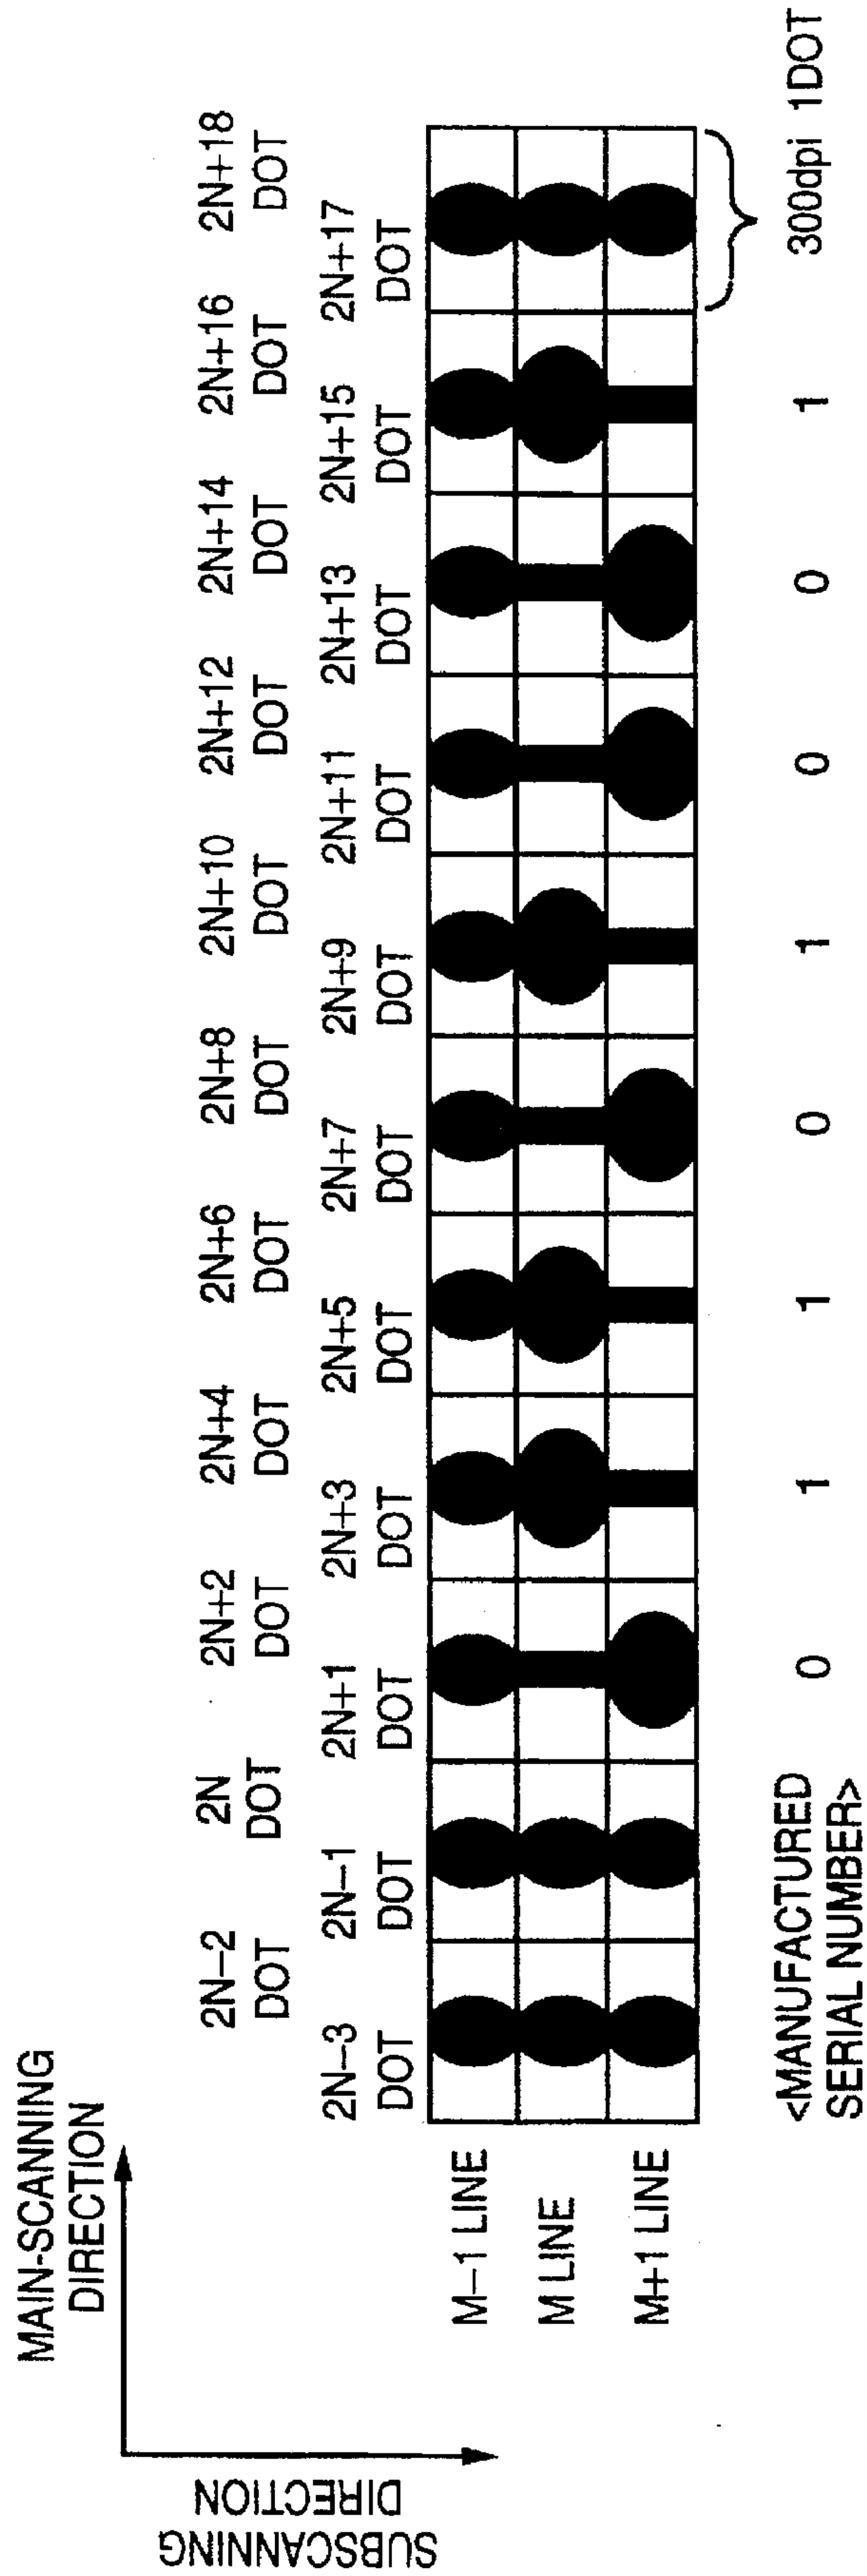 MAIN-SCANNING
DIRECTION
SUBSCANNING
DIRECTION
2N-2
DOT
2N
DOT
2N+2
DOT
2N+4
DOT
2N+6
DOT
2N+8
DOT
2N+10
DOT
2N+12
DOT
2N+14
DOT
2N+16
DOT
2N+18
DOT
2N-3
DOT
2N-1
DOT
2N+1
DOT
2N+3
DOT
2N+5
DOT
2N+7
DOT
2N+9
DOT
2N+11
DOT
2N+13
DOT
2N+15
DOT
2N+17
DOT
M-1 LINE
M LINE
M+1 LINE
<MANUFACTURED
SERIAL NUMBER>
0 1 1 0 1 0 0 1
300dpi 1DOT